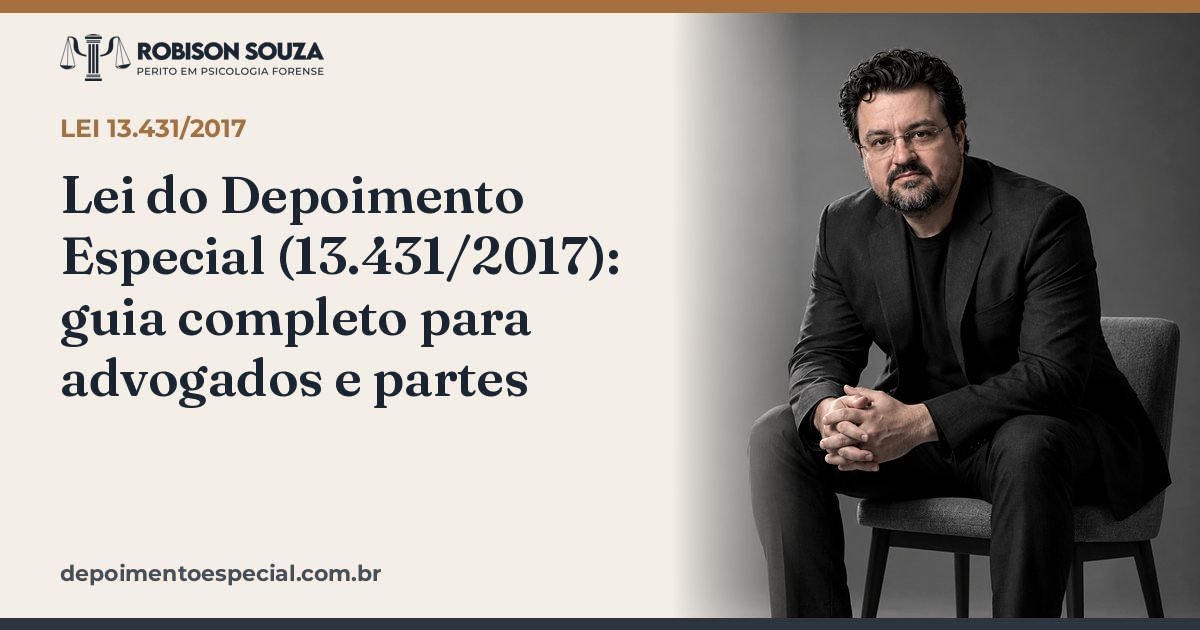 ROBISON SOUZA
PERITO EM PSICOLOGIA FORENSE
LEI 13.431/2017
Lei do Depoimento
Especial (13.431/2017):
guia completo para
advogados e partes
depoimentoespecial.com.br